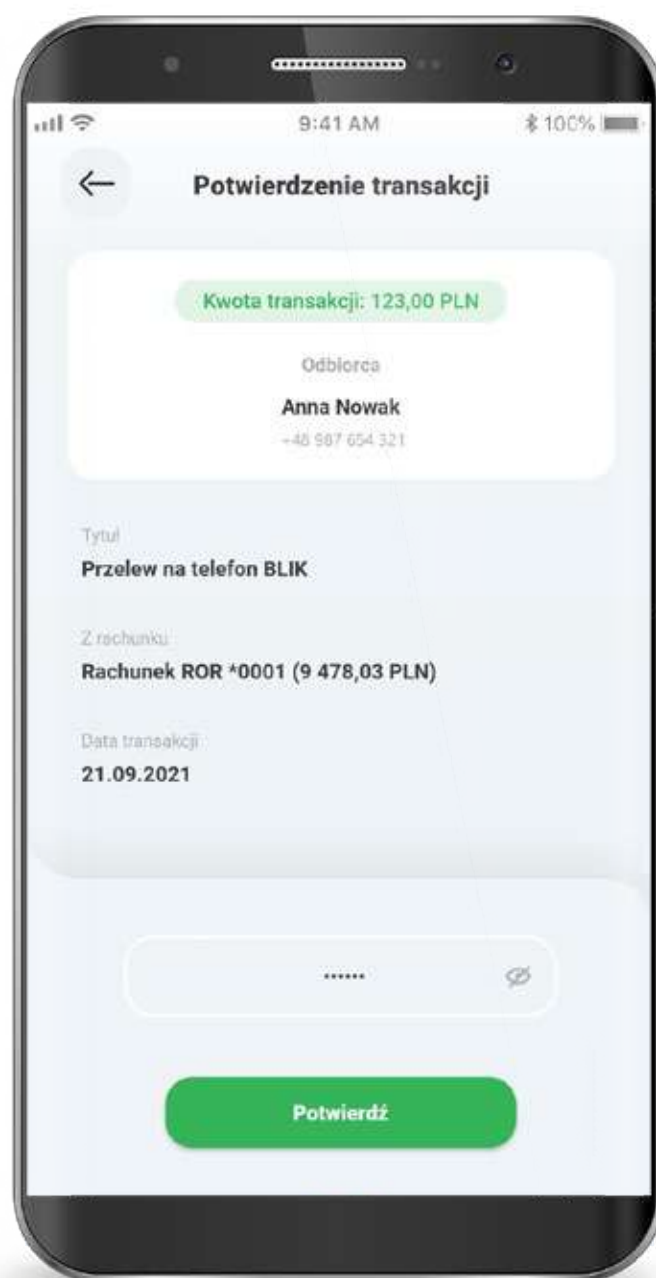 9:41 AM
100%
Potwierdzenie transakcji
Kwota transakcji: 123,00 PLN
Odbiorca
Anna Nowak
+48 987 654 321
Tytuł
Przelew na telefon BLIK
Z rachunku
Rachunek ROR *0001 (9 478,03 PLN)
Data transakcji
21.09.2021
••••••
Potwierdź